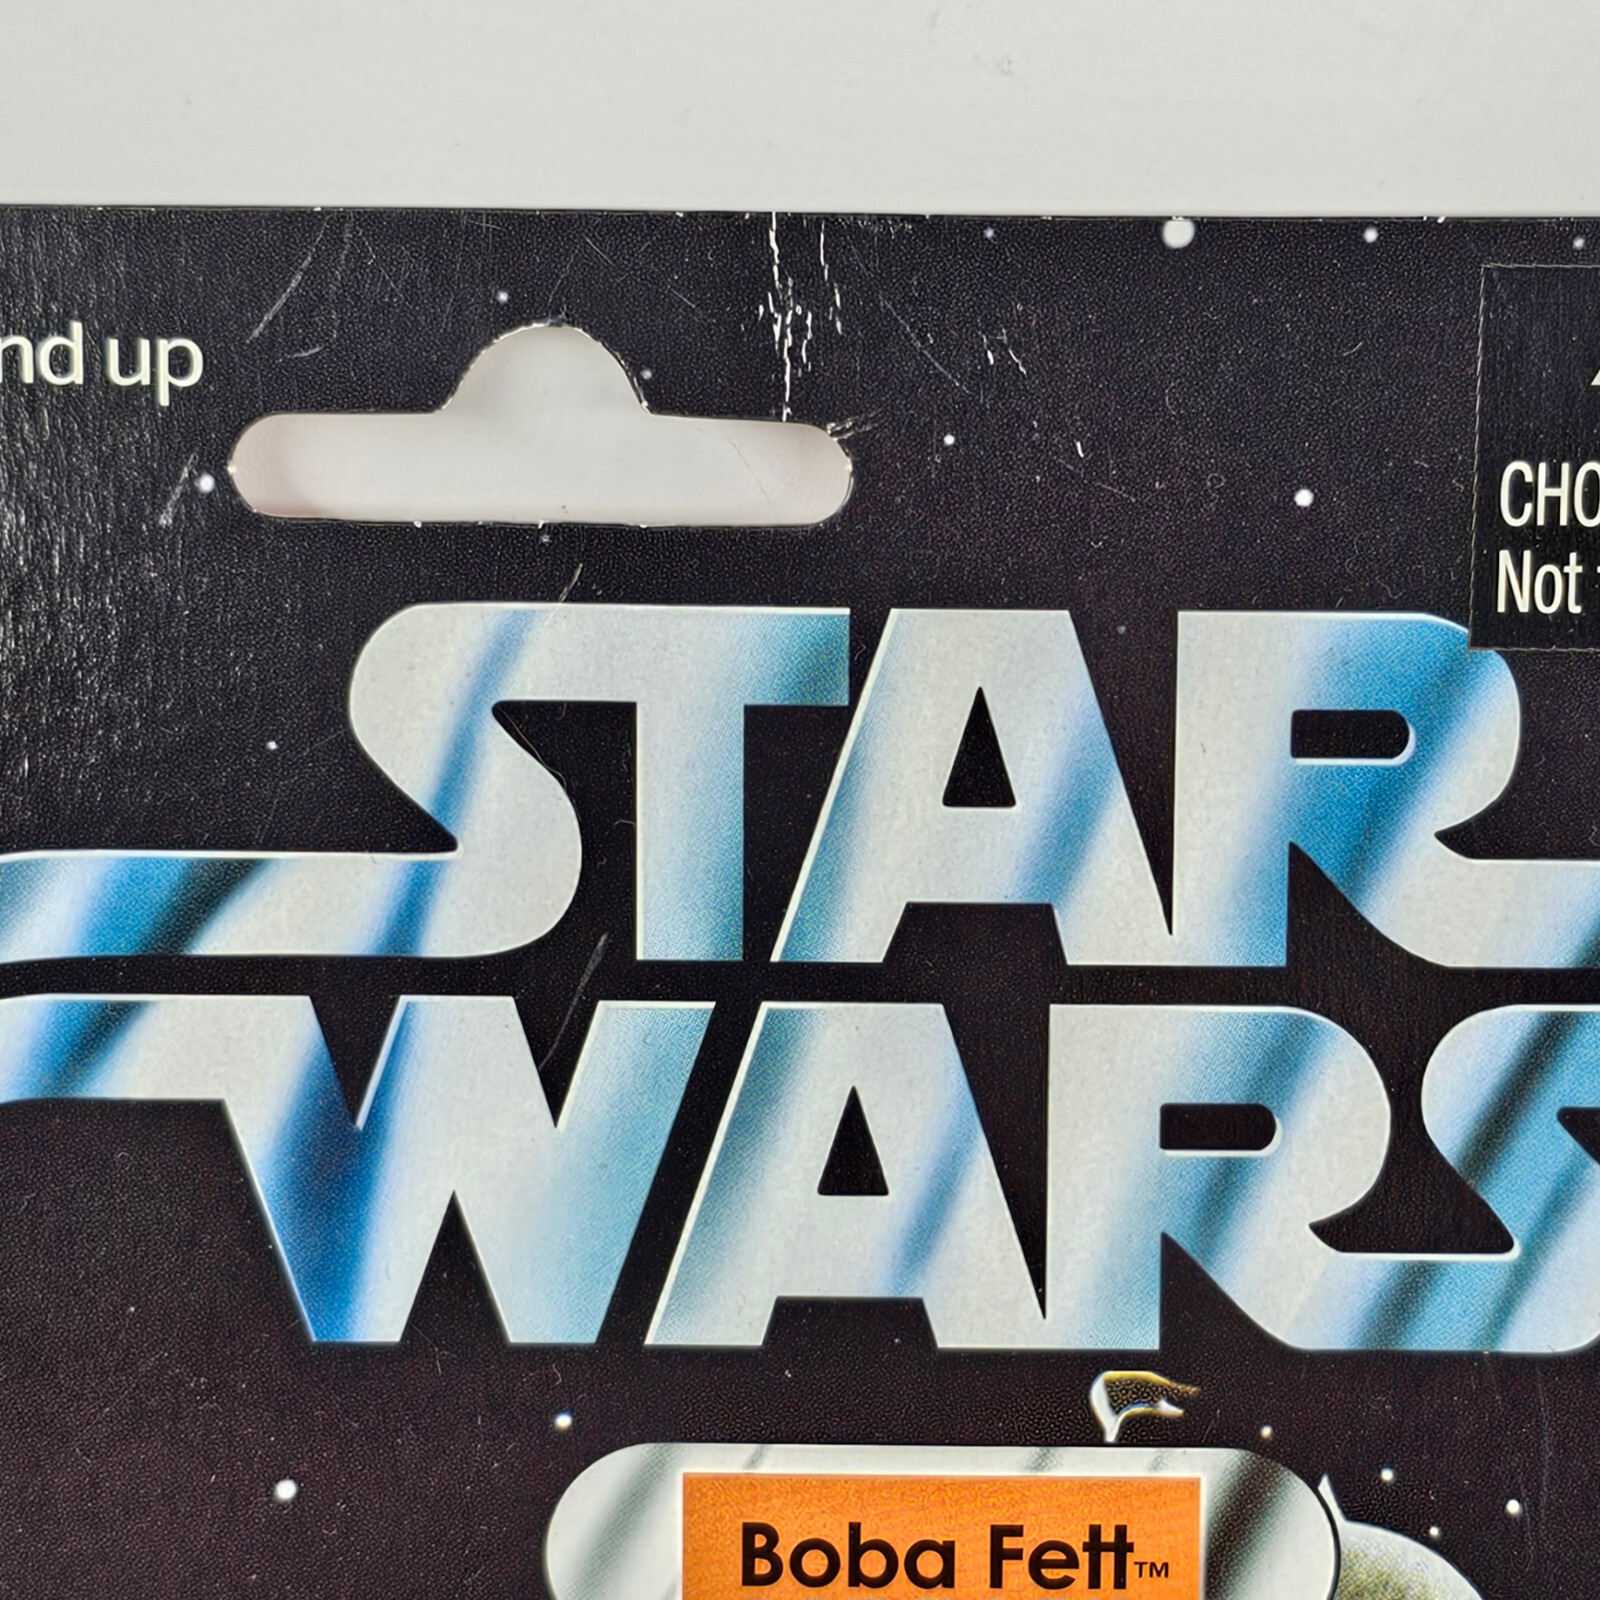 nd up
CHO
Not
STAR
WARS
Boba Fett™